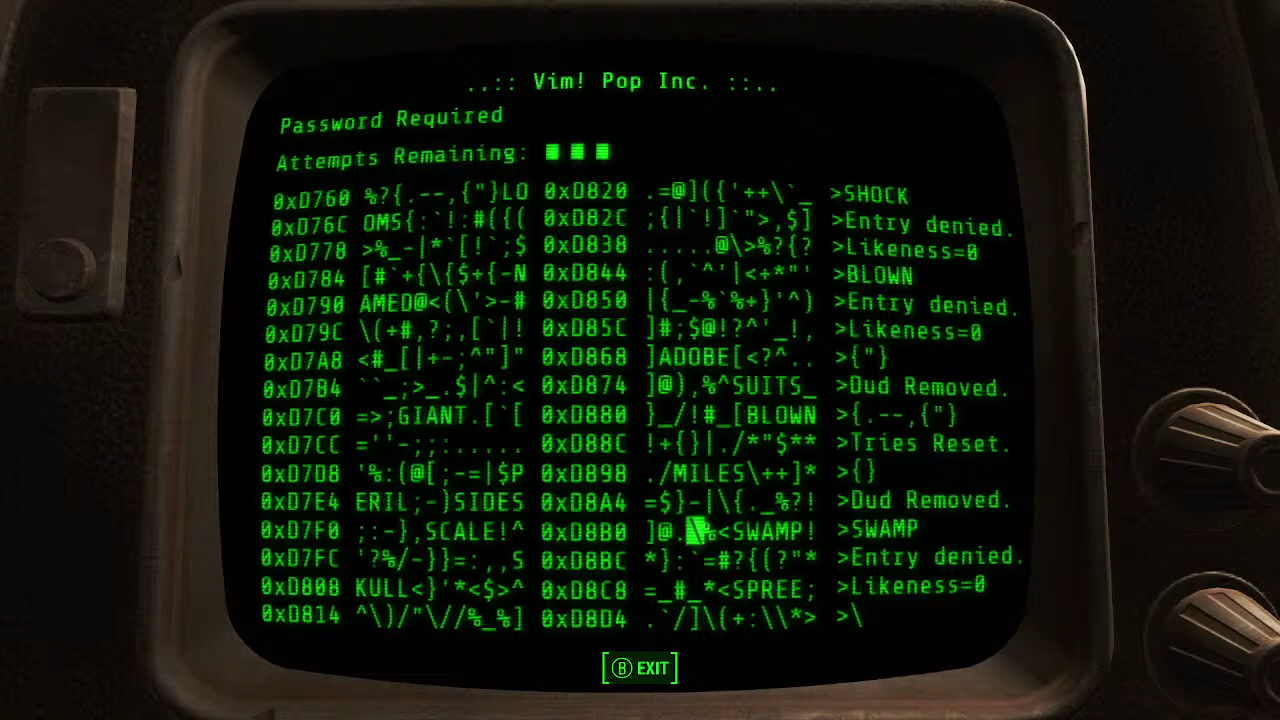 ..:: Vim! Pop Inc. ::..
Password Required
Attempts Remaining: ■ ■ ■
0xD760 %?{.--,{"}LO 0xD820 .=@]({'++\`_ >SHOCK
0xD76C OMS{:`!:#({( 0xD82C ;{|`!]`">,$] >Entry denied.
0xD778 >%_-|*`[!`;$ 0xD838 .....@\>%?{? >Likeness=0
0xD784 [#`+{\{$+{-N 0xD844 :(,`^'|<+*"' >BLOWN
0xD790 AMED@<(\'>-# 0xD850 |{_-%`%+}'^) >Entry denied.
0xD79C \(+#,?;,[`|! 0xD85C ]#;$@!?^'_!, >Likeness=0
0xD7A8 <#_[|+-;^"]" 0xD868 ]ADOBE[<?^.. >{"}
0xD7B4 ``_;>_.$|^:< 0xD874 ]@),%^SUITS_ >Dud Removed.
0xD7C0 =>;GIANT.[`[ 0xD880 }_/!#_[BLOWN >{.--,{"}
0xD7CC =''-;;:..... 0xD88C !+{}|./*"$** >Tries Reset.
0xD7D8 '%:(@[;-=|$P 0xD898 ./MILES\++]* >{}
0xD7E4 ERIL;-)SIDES 0xD8A4 =$}-|\{._%?! >Dud Removed.
0xD7F0 ;:-},SCALE!^ 0xD8B0 ]@.\%<SWAMP! >SWAMP
0xD7FC '?%/-}}=:,,S 0xD8BC *}:`=#?{(?"* >Entry denied.
0xD808 KULL<}'*<$>^ 0xD8C8 =_#_*<SPREE; >Likeness=0
0xD814 ^\)/"\//%_%] 0xD8D4 .`/]\(+:\\*> >\
Ⓑ EXIT